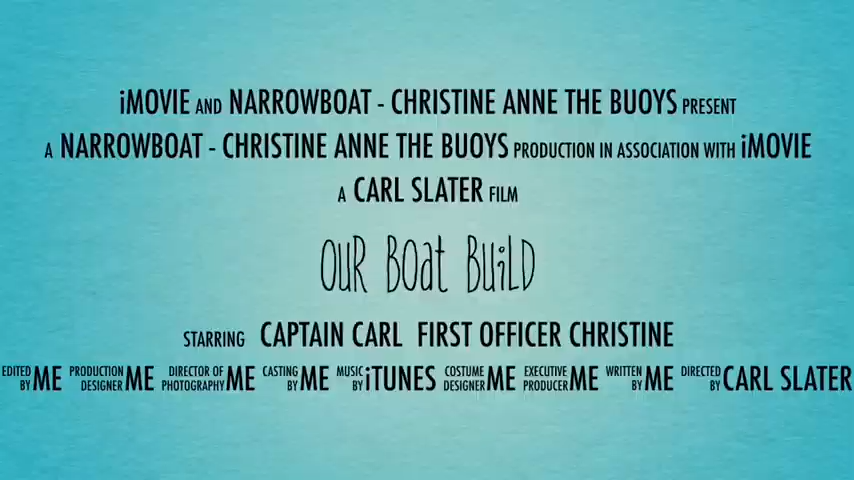 iMOVIE AND NARROWBOAT - CHRISTINE ANNE THE BUOYS PRESENT
A NARROWBOAT - CHRISTINE ANNE THE BUOYS PRODUCTION IN ASSOCIATION WITH iMOVIE
A CARL SLATER FILM
OUR BOat BUiLD
STARRING CAPTAIN CARL FIRST OFFICER CHRISTINE
EDITED BY ME PRODUCTION DESIGNER ME DIRECTOR OF PHOTOGRAPHY ME CASTING BY ME MUSIC BY iTUNES COSTUME DESIGNER ME EXECUTIVE PRODUCER ME WRITTEN BY ME DIRECTED BY CARL SLATER